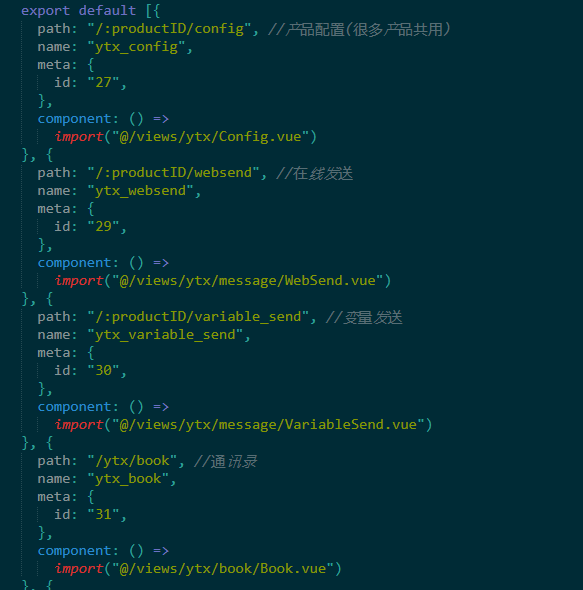 export default [{
path: "/:productID/config", //产品配置(很多产品共用)
name: "ytx_config",
meta: {
id: "27",
},
component: () =>
import("@/views/ytx/Config.vue")
}, {
path: "/:productID/websend", //在线发送
name: "ytx_websend",
meta: {
id: "29",
},
component: () =>
import("@/views/ytx/message/WebSend.vue")
}, {
path: "/:productID/variable_send", //变量发送
name: "ytx_variable_send",
meta: {
id: "30",
},
component: () =>
import("@/views/ytx/message/VariableSend.vue")
}, {
path: "/ytx/book", //通讯录
name: "ytx_book",
meta: {
id: "31",
},
component: () =>
import("@/views/ytx/book/Book.vue")
}, {